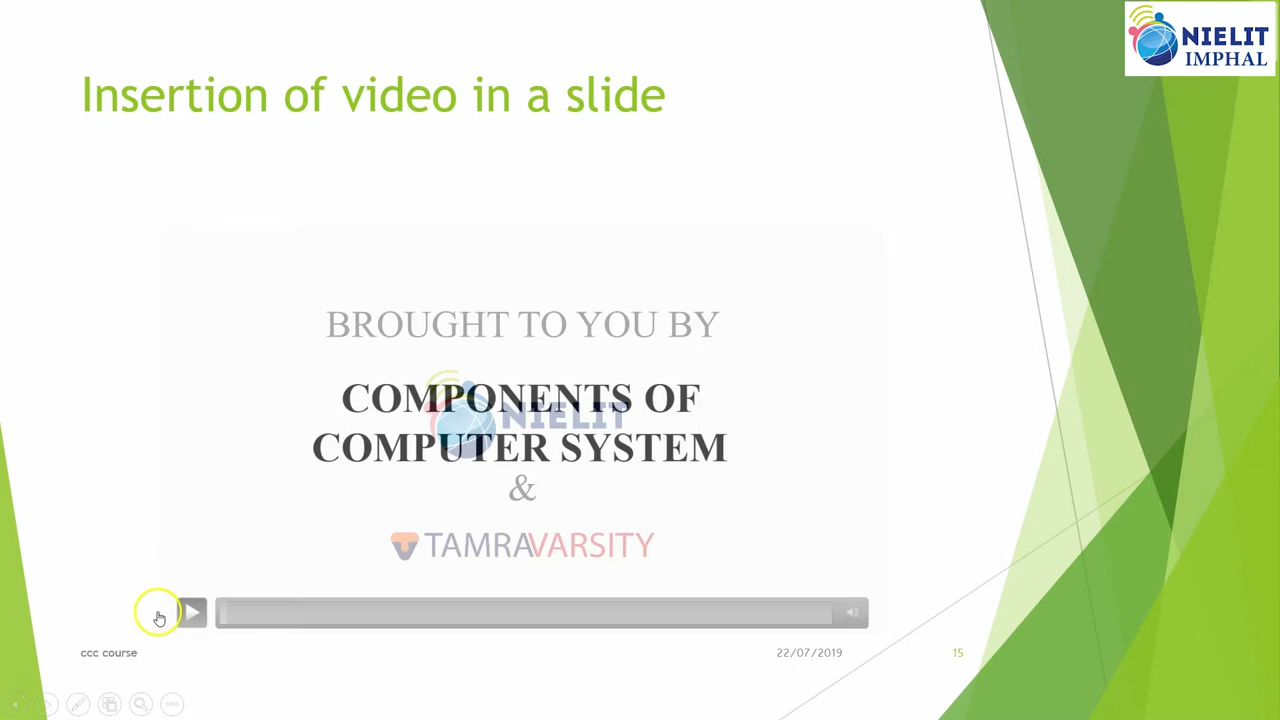 NIELIT
IMPHAL
Insertion of video in a slide
BROUGHT TO YOU BY
COMPONENTS OF
COMPUTER SYSTEM
NIELIT
&
TAMRAVARSITY
ccc course
22/07/2019
15